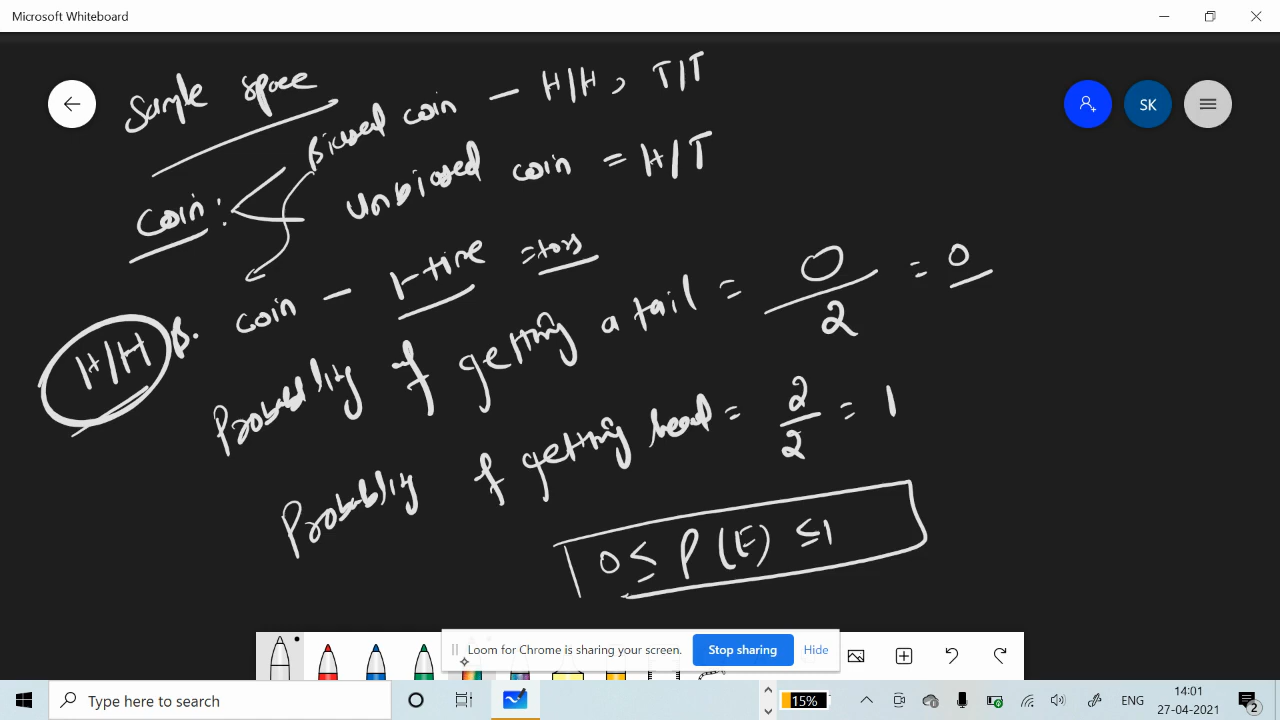 Microsoft Whiteboard
Sample space
Biased coin - H/H, T/T
SK
Coin:
Unbiased coin = H/T
B. coin - 1-time = toss
H/H
Probability of getting a tail = 0/2 = 0
Probability of getting head = 2/2 = 1
0 ≤ P(E) ≤ 1
Loom for Chrome is sharing your screen. Stop sharing Hide
Type here to search
15%
ENG
14:01
27-04-2021
2